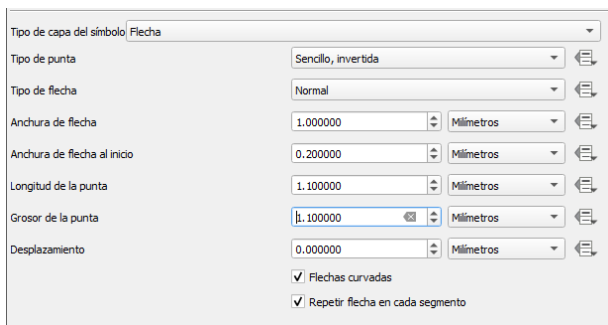 Tipo de capa del símbolo Flecha
Tipo de punta Sencillo, invertida
Tipo de flecha Normal
Anchura de flecha 1.000000 Milímetros
Anchura de flecha al inicio 0.200000 Milímetros
Longitud de la punta 1.100000 Milímetros
Grosor de la punta 1.100000 Milímetros
Desplazamiento 0.000000 Milímetros
Flechas curvadas
Repetir flecha en cada segmento